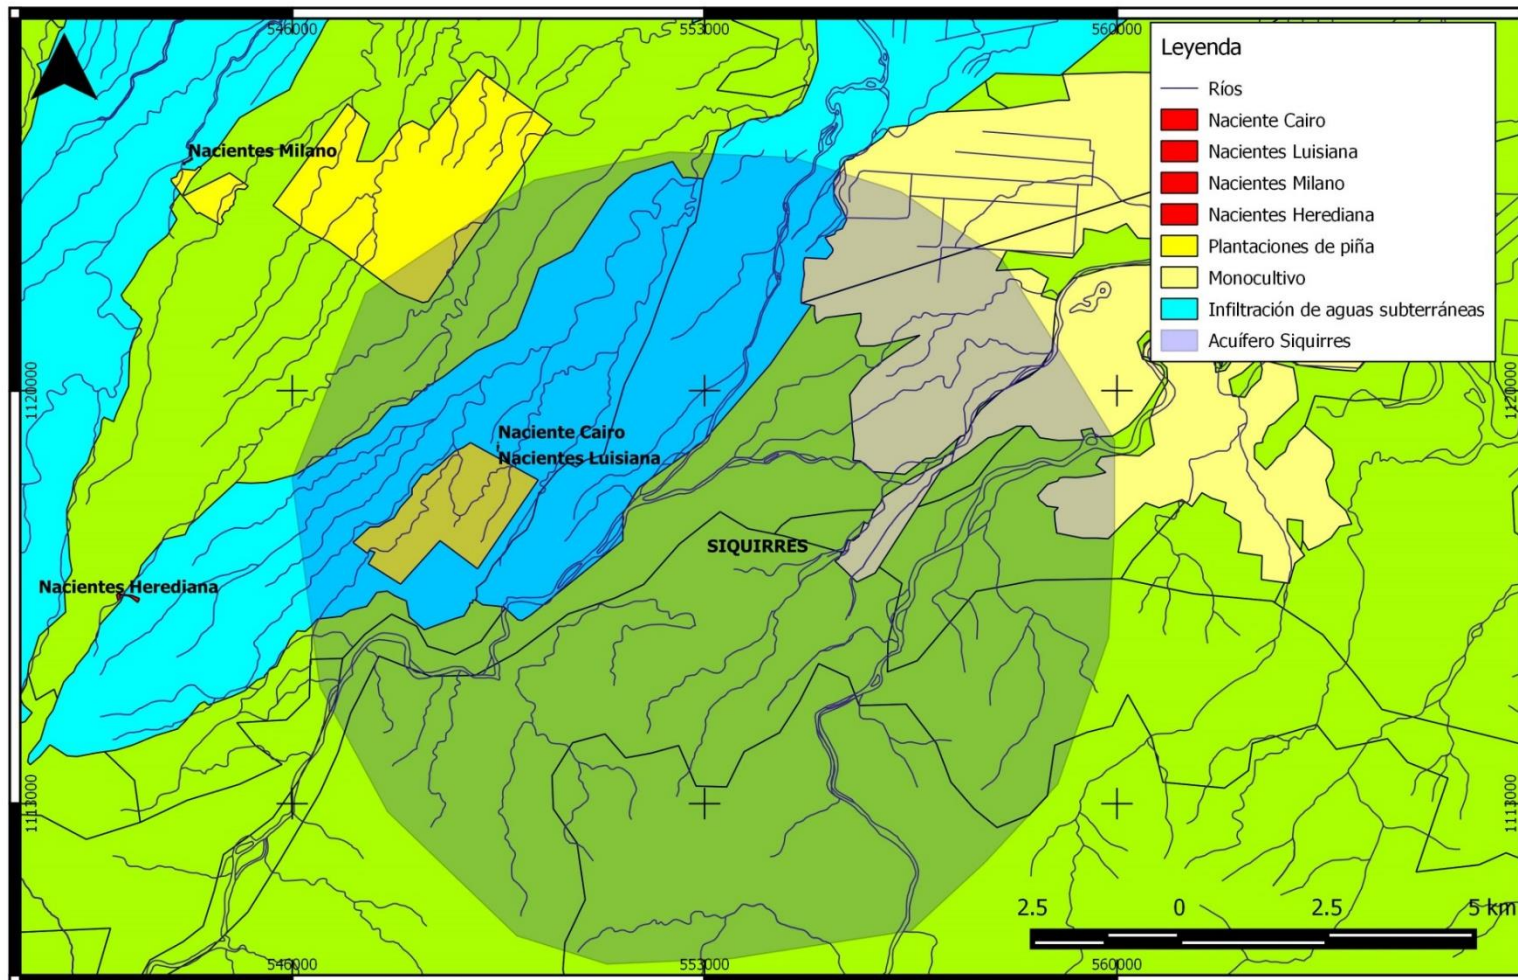 546000
553000
560000
Leyenda
Ríos
Naciente Cairo
Nacientes Luisiana
Nacientes Milano
Nacientes Herediana
Plantaciones de piña
Monocultivo
Infiltración de aguas subterráneas
Acuífero Siquirres
Nacientes Milano
1120000
1120000
Naciente Cairo
Nacientes Luisiana
SIQUIRRES
Nacientes Herediana
1113000
1113000
2.5 0 2.5 5 km
546000
553000
560000